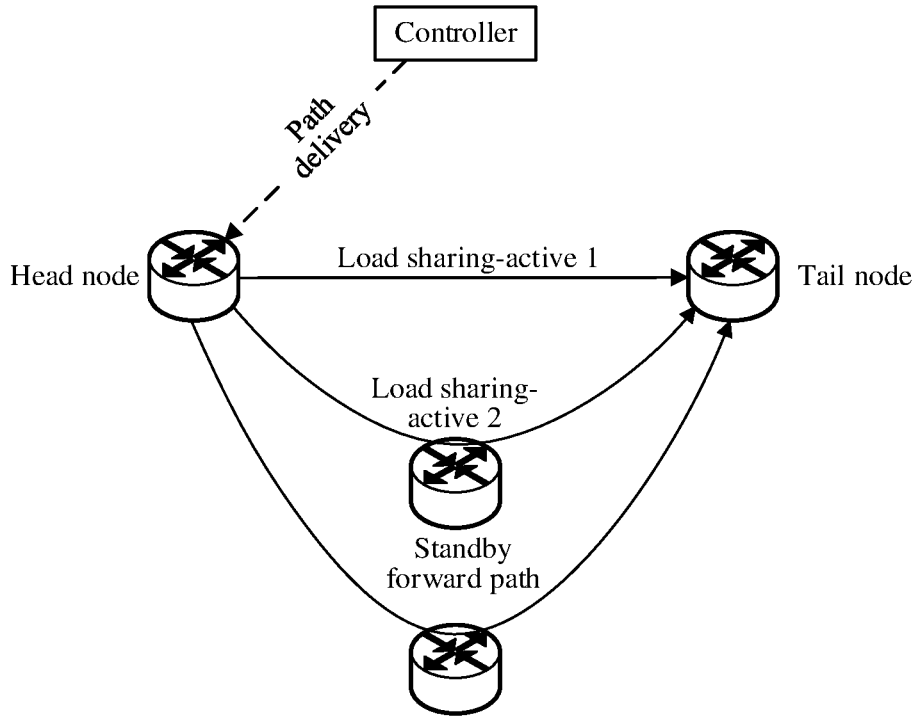 Controller
Path
delivery
Load sharing-active 1
Head node
Tail node
Load sharing-
active 2
Standby
forward path